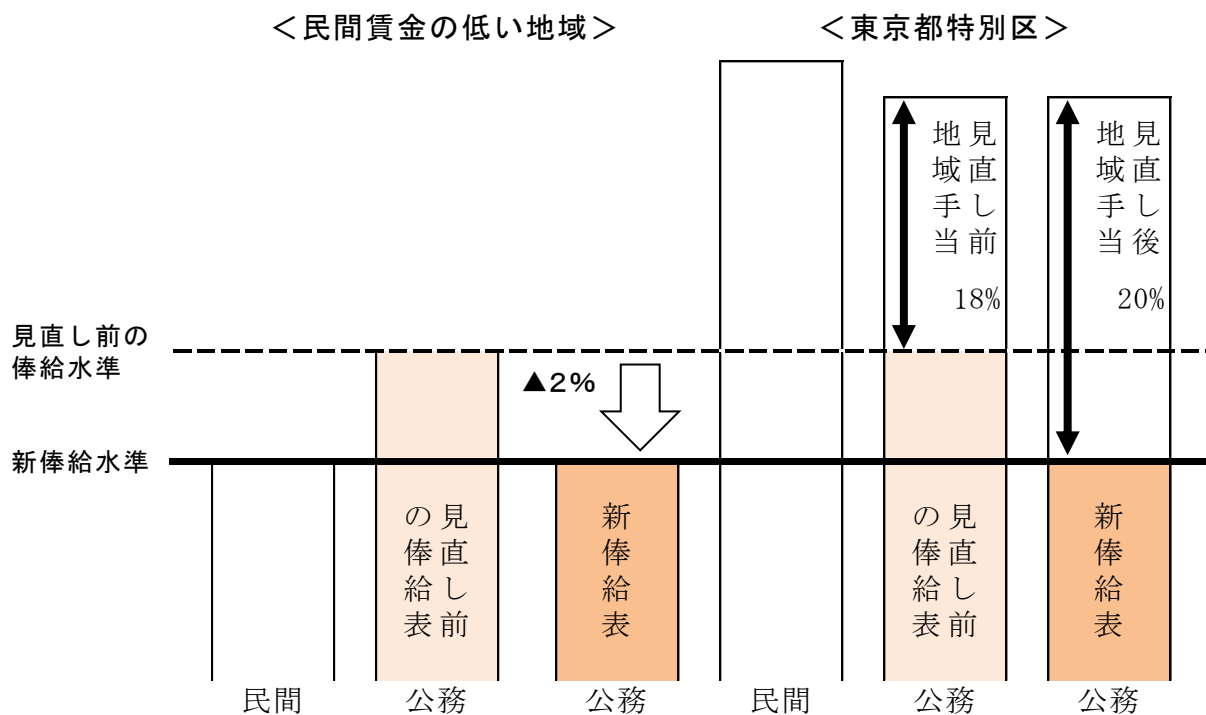 ＜民間賃金の低い地域＞
＜東京都特別区＞
見直し前
地域手当
18%
見直し後
地域手当
20%
見直し前の
俸給水準
▲2%
新俸給水準
見直し前
の俸給表
新俸給表
見直し前
の俸給表
新俸給表
民間
公務
公務
民間
公務
公務